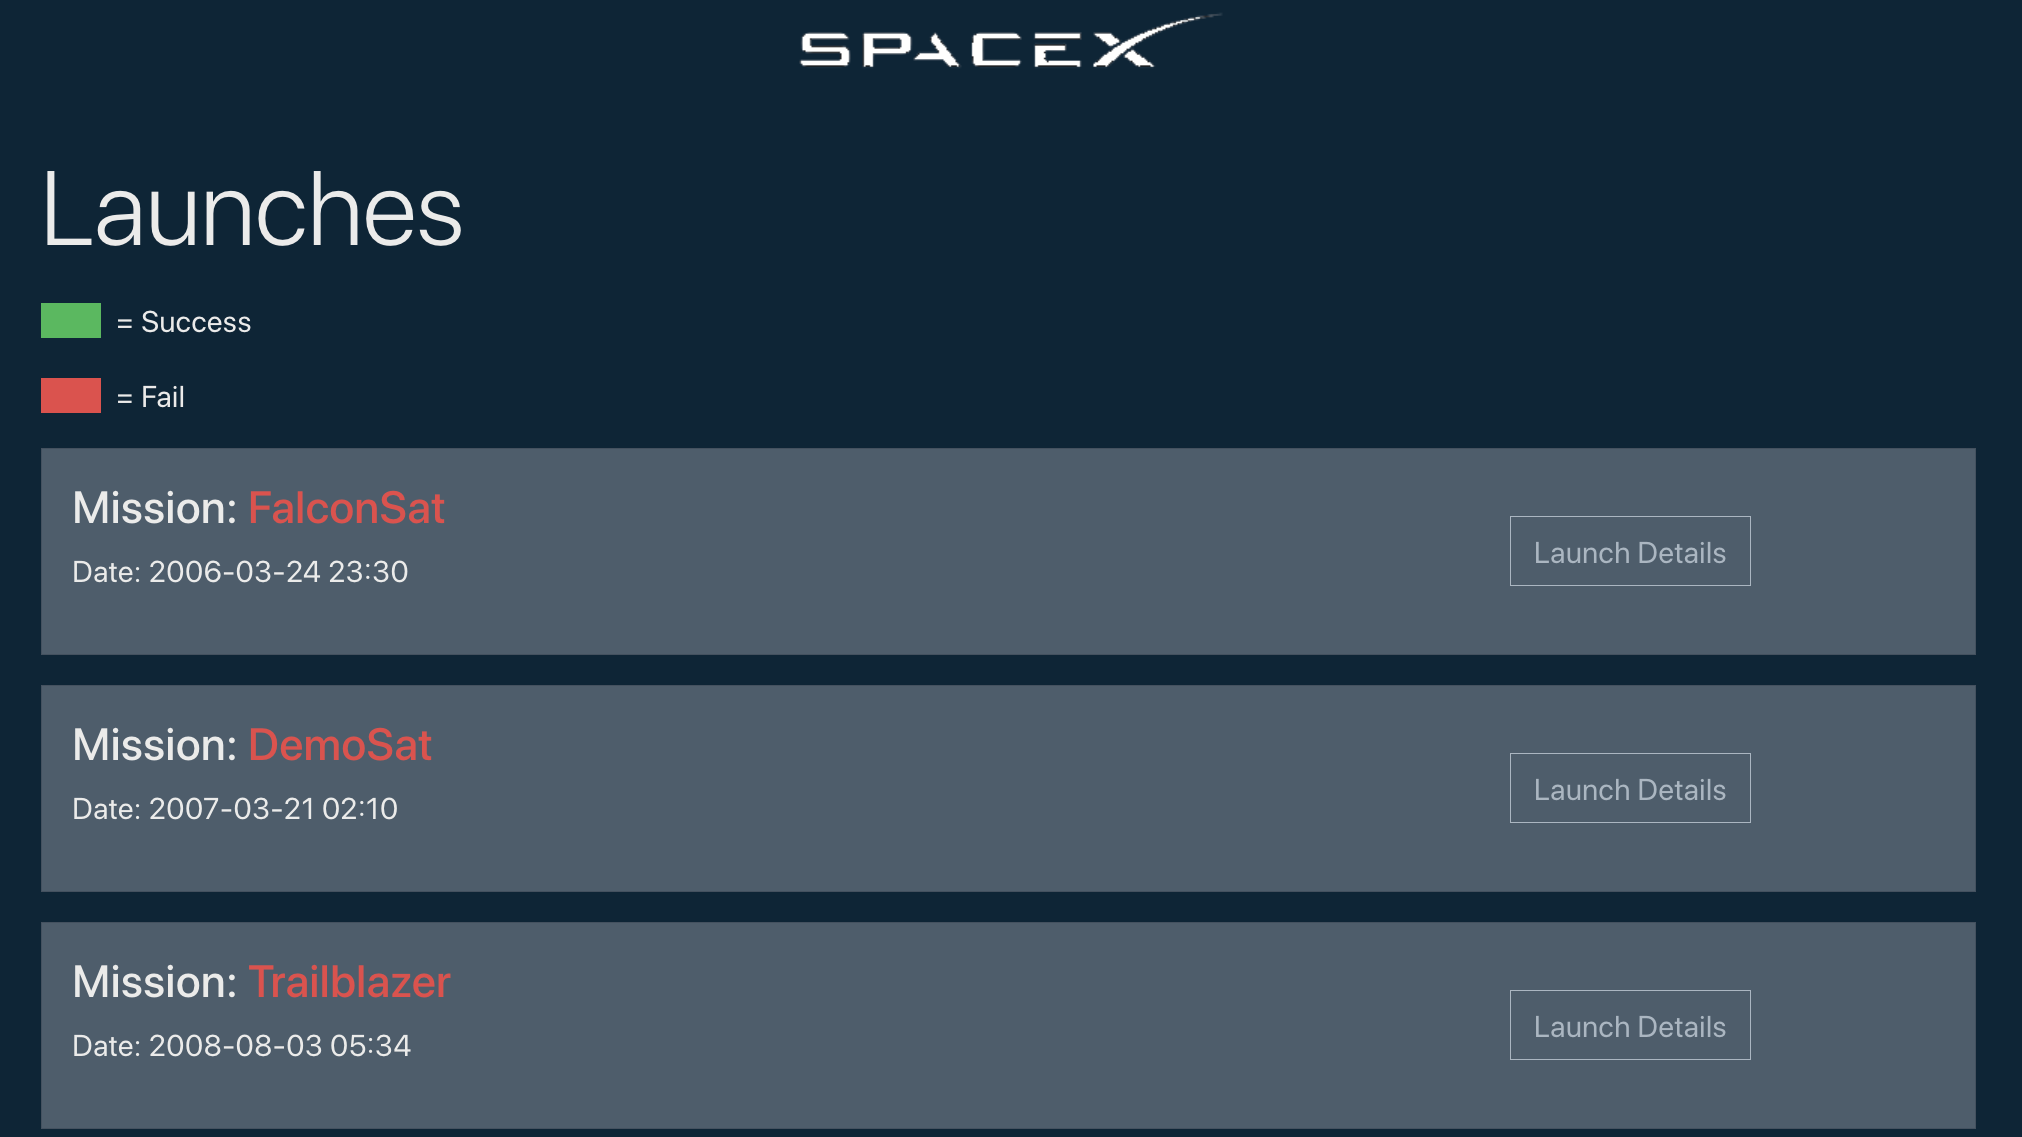 SPACEX
Launches
= Success
= Fail
Mission: FalconSat
Date: 2006-03-24 23:30
Launch Details
Mission: DemoSat
Date: 2007-03-21 02:10
Launch Details
Mission: Trailblazer
Date: 2008-08-03 05:34
Launch Details